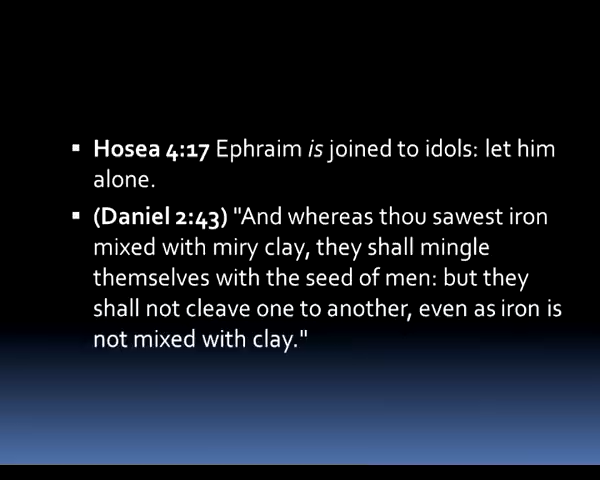 ▪ Hosea 4:17 Ephraim is joined to idols: let him
alone.
▪ (Daniel 2:43) "And whereas thou sawest iron
mixed with miry clay, they shall mingle
themselves with the seed of men: but they
shall not cleave one to another, even as iron is
not mixed with clay."